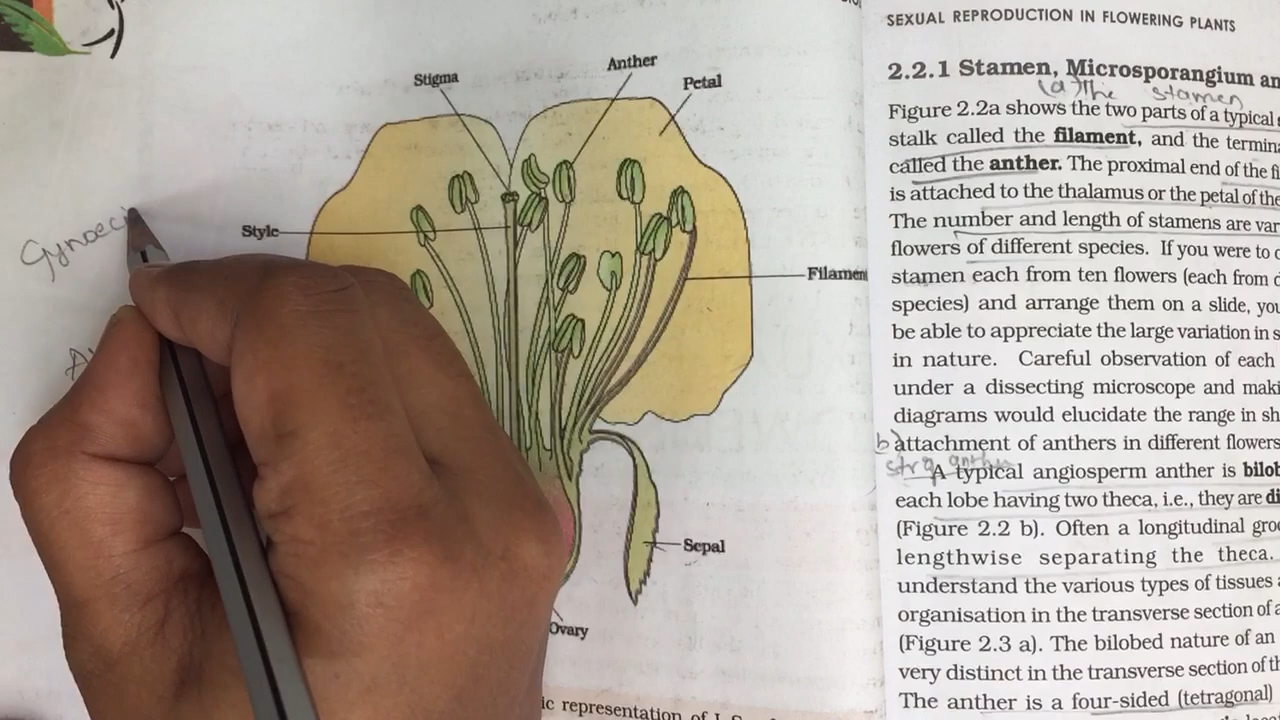 Stigma
Anther
Petal
Style
Filamen
Sepal
Ovary
Gynoeci
ic representation of
SEXUAL REPRODUCTION IN FLOWERING PLANTS
2.2.1 Stamen, Microsporangium an
(a) The stamen
Figure 2.2a shows the two parts of a typical
stalk called the filament, and the termina
called the anther. The proximal end of the fi
is attached to the thalamus or the petal of the
The number and length of stamens are var
flowers of different species. If you were to
stamen each from ten flowers (each from
species) and arrange them on a slide, you
be able to appreciate the large variation in s
in nature. Careful observation of each
under a dissecting microscope and maki
diagrams would elucidate the range in sh
b) attachment of anthers in different flowers
A typical angiosperm anther is bilob
each lobe having two theca, i.e., they are di
(Figure 2.2 b). Often a longitudinal gro
lengthwise separating the theca.
understand the various types of tissues
organisation in the transverse section of a
(Figure 2.3 a). The bilobed nature of an
very distinct in the transverse section of th
The anther is a four-sided (tetragonal)